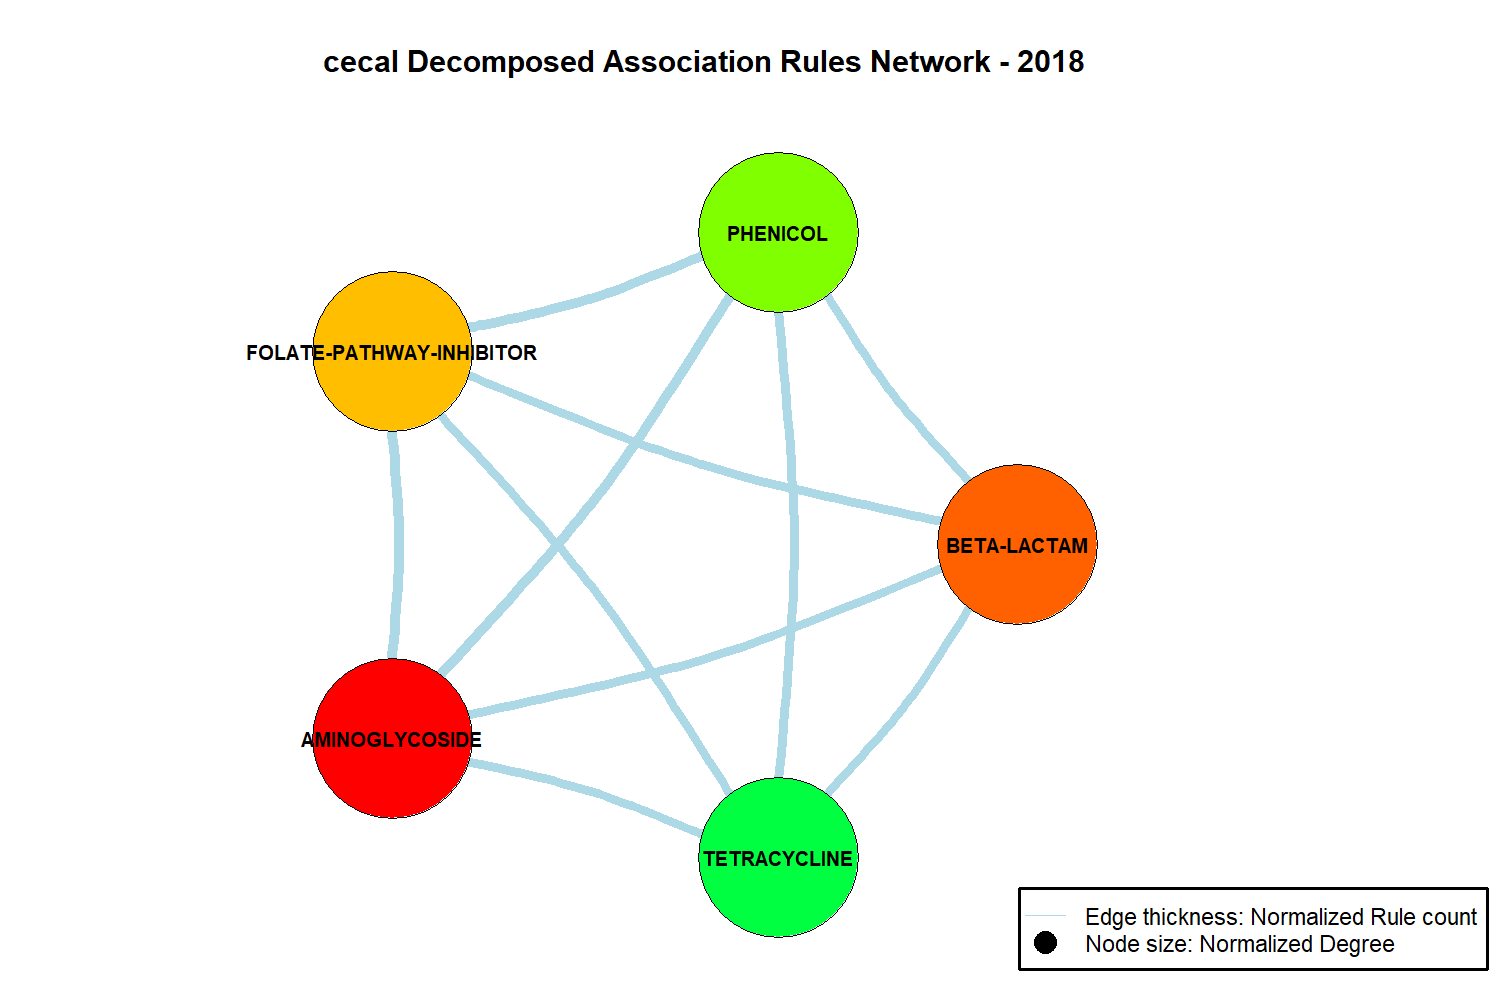 cecal Decomposed Association Rules Network - 2018
PHENICOL
FOLATE-PATHWAY-INHIBITOR
BETA-LACTAM
AMINOGLYCOSIDE
TETRACYCLINE
Edge thickness: Normalized Rule count
Node size: Normalized Degree